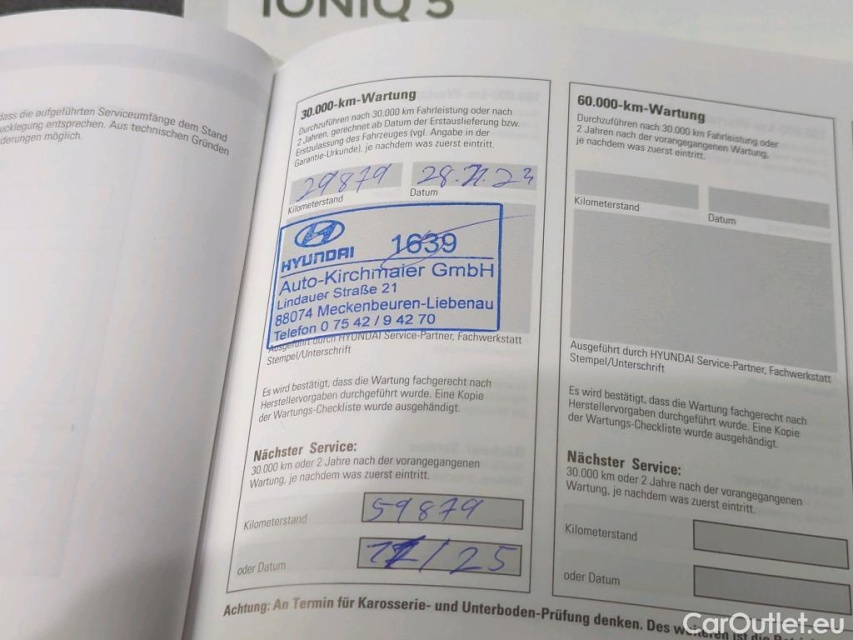 IONIQ 5
dass die aufgeführten Serviceumfänge dem Stand
ucklegung entsprechen. Aus technischen Gründen
derungen möglich.
30.000-km-Wartung
Durchzuführen nach 30.000 km Fahrleistung oder nach
2 Jahren, gerechnet ab Datum der Erstauslieferung bzw.
Erstzulassung des Fahrzeuges (vgl. Angabe in der
Garantie-Urkunde), je nachdem was zuerst eintritt.
29879 28.11.23
Kilometerstand Datum
HYUNDAI 1639
Auto-Kirchmaier GmbH
Lindauer Straße 21
88074 Meckenbeuren-Liebenau
Telefon 0 75 42 / 9 42 70
Ausgeführt durch HYUNDAI Service-Partner, Fachwerkstatt
Stempel/Unterschrift
Es wird bestätigt, dass die Wartung fachgerecht nach
Herstellervorgaben durchgeführt wurde. Eine Kopie
der Wartungs-Checkliste wurde ausgehändigt.
Nächster Service:
30.000 km oder 2 Jahre nach der vorangegangenen
Wartung, je nachdem was zuerst eintritt.
Kilometerstand 59879
oder Datum 11/25
60.000-km-Wartung
Durchzuführen nach 30.000 km Fahrleistung oder
2 Jahren nach der vorangegangenen Wartung,
je nachdem was zuerst eintritt.
Kilometerstand Datum
Ausgeführt durch HYUNDAI Service-Partner, Fachwerkstatt
Stempel/Unterschrift
Es wird bestätigt, dass die Wartung fachgerecht nach
Herstellervorgaben durchgeführt wurde. Eine Kopie
der Wartungs-Checkliste wurde ausgehändigt.
Nächster Service:
30.000 km oder 2 Jahre nach der vorangegangenen
Wartung, je nachdem was zuerst eintritt.
Kilometerstand
oder Datum
Achtung: An Termin für Karosserie- und Unterboden-Prüfung denken. Des weiteren ist die
CarOutlet.eu